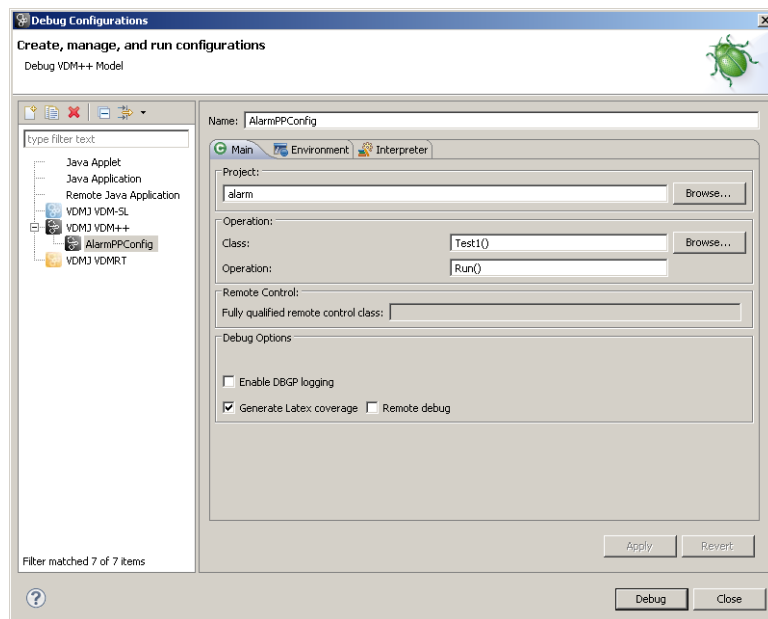 Debug Configurations
Create, manage, and run configurations
Debug VDM++ Model
type filter text
Java Applet
Java Application
Remote Java Application
VDMJ VDM-SL
VDMJ VDM++
AlarmPPConfig
VDMJ VDMRT
Filter matched 7 of 7 items
Name: AlarmPPConfig
Main Environment Interpreter
Project:
alarm Browse...
Operation:
Class: Test1() Browse...
Operation: Run()
Remote Control:
Fully qualified remote control class:
Debug Options
Enable DBGP logging
Generate Latex coverage Remote debug
Apply Revert
Debug Close